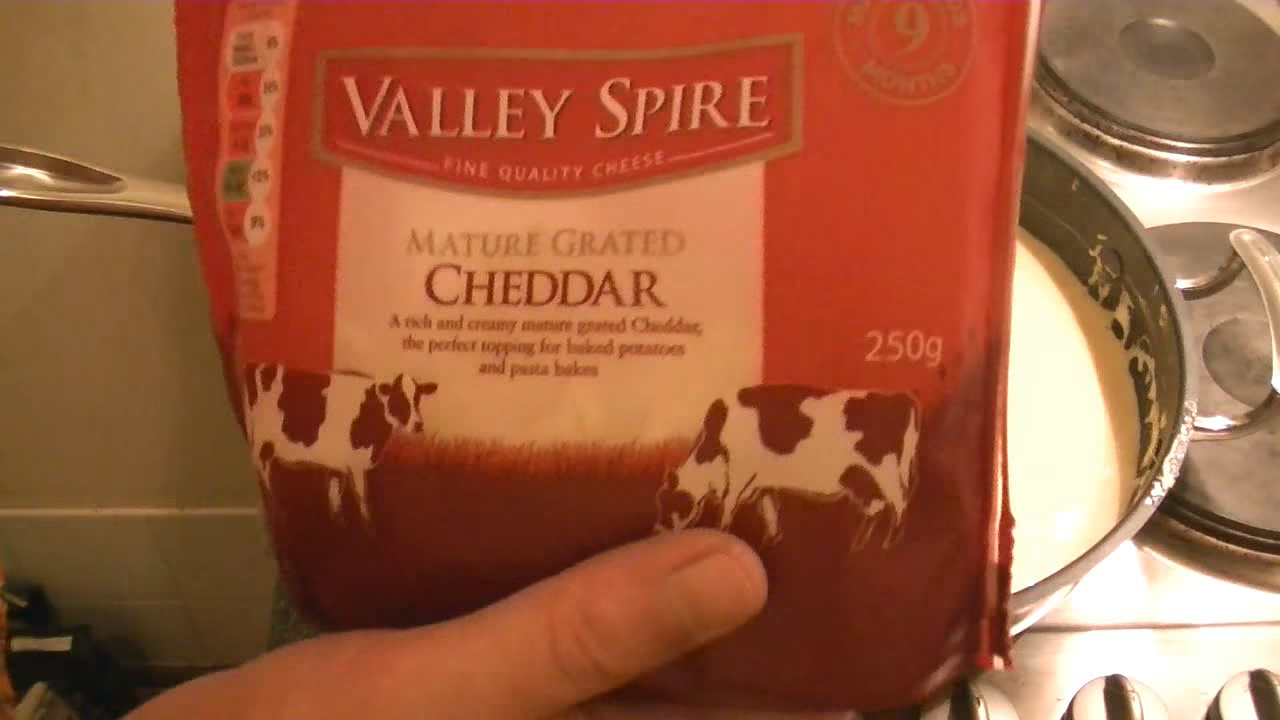 9
MONTHS
VALLEY SPIRE
FINE QUALITY CHEESE
MATURE GRATED
CHEDDAR
A rich and creamy mature grated Cheddar,
the perfect topping for baked potatoes
and pasta bakes
250g